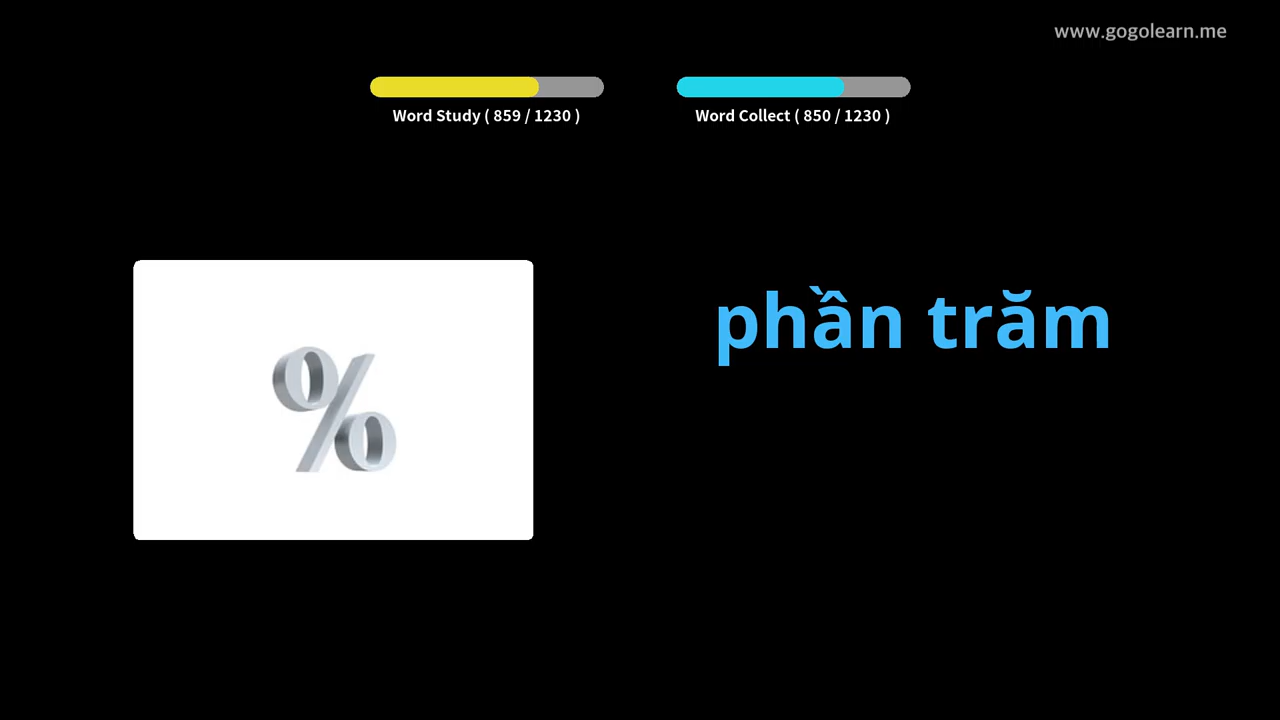 www.gogolearn.me
Word Study ( 859 / 1230 )
Word Collect ( 850 / 1230 )
%
phần trăm